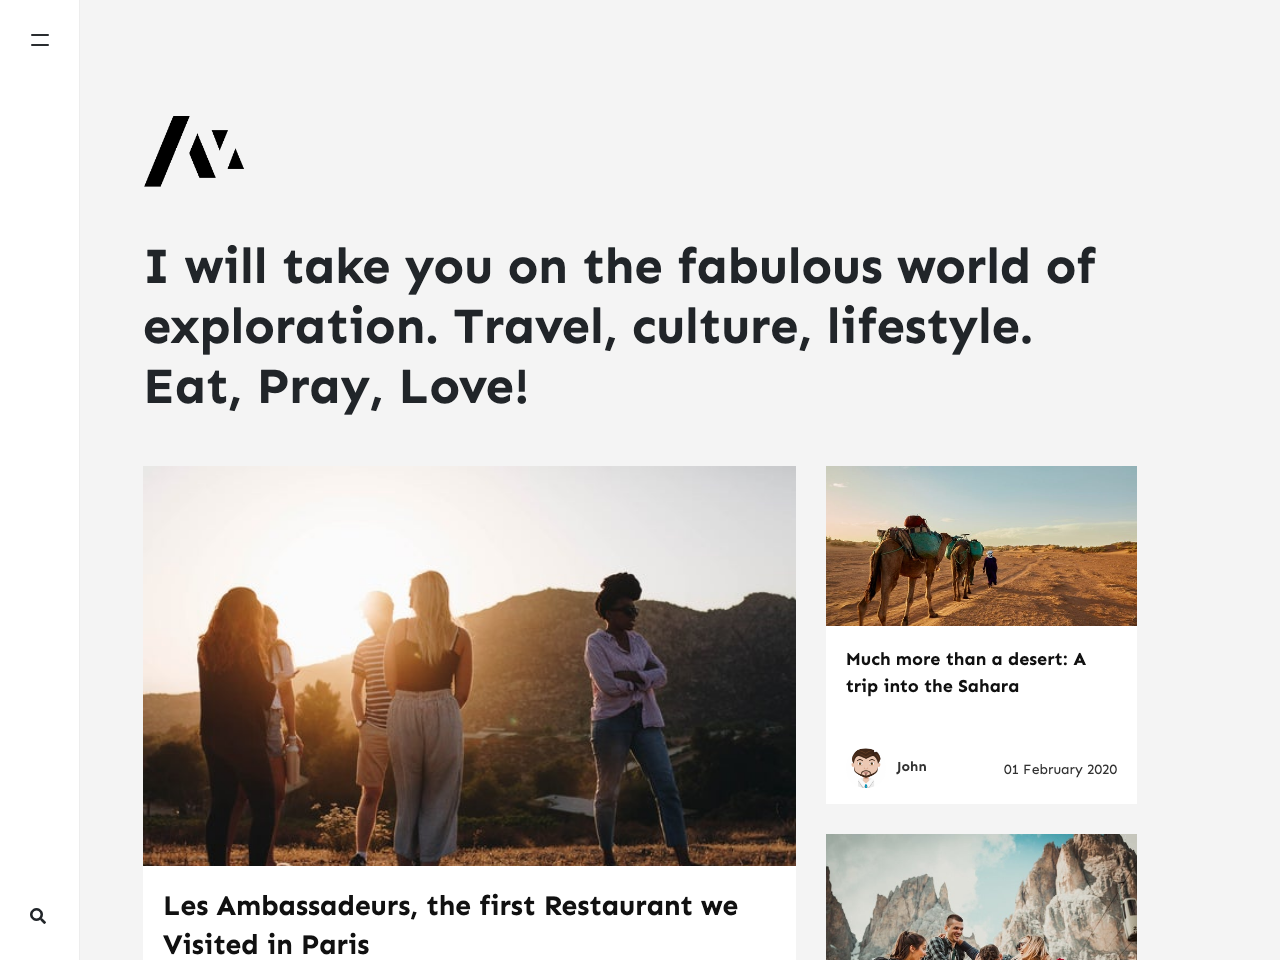 I will take you on the fabulous world of
exploration. Travel, culture, lifestyle.
Eat, Pray, Love!
Les Ambassadeurs, the first Restaurant we
Visited in Paris
Much more than a desert: A
trip into the Sahara
John
01 February 2020